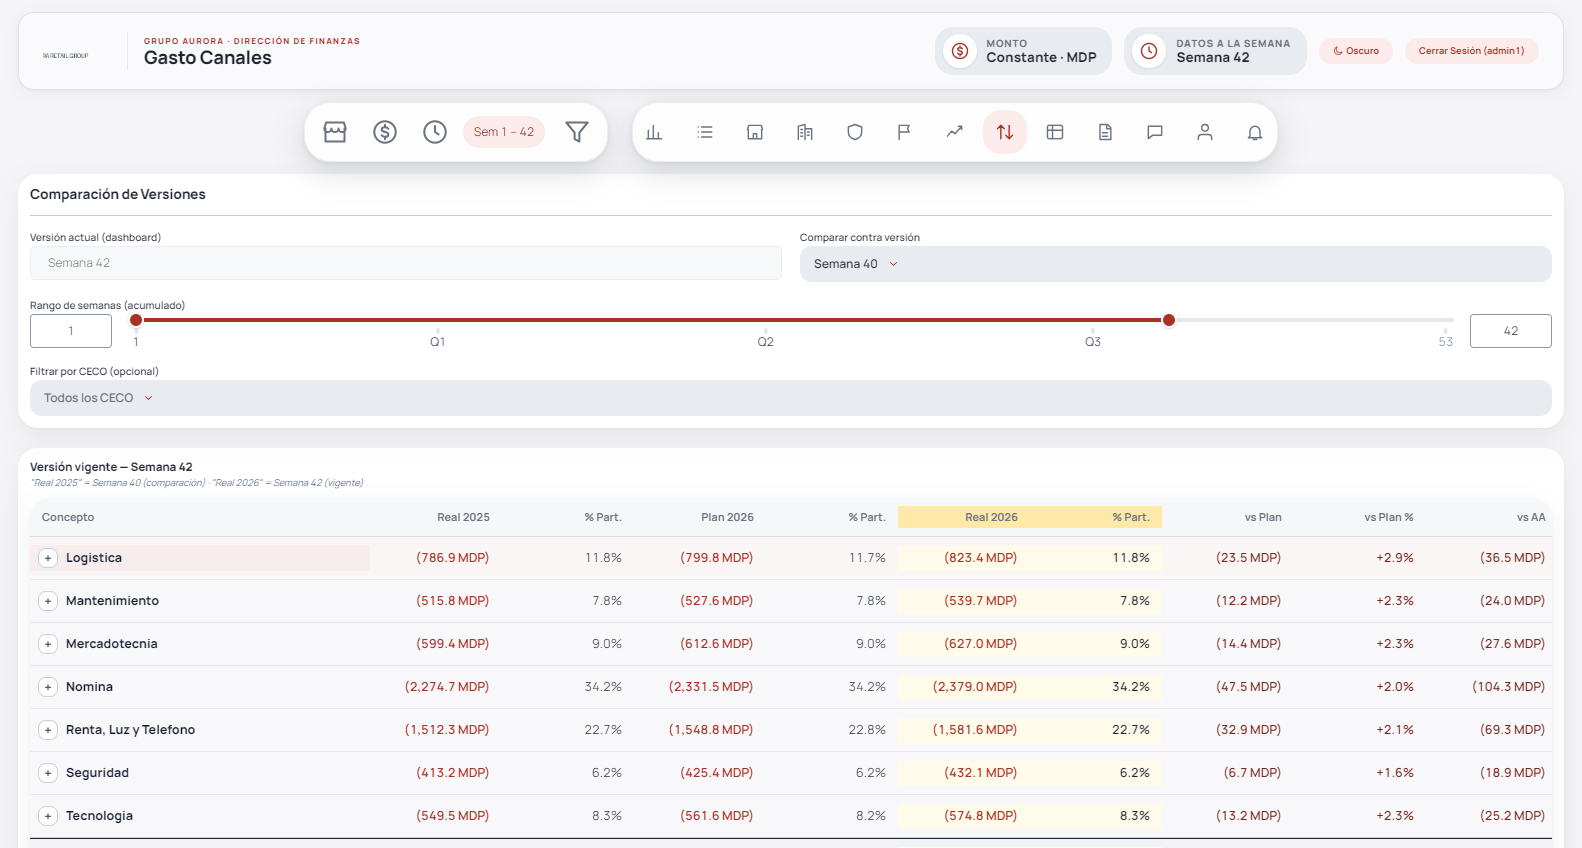 RETAIL GROUP
GRUPO AURORA · DIRECCIÓN DE FINANZAS
Gasto Canales
MONTO
Constante · MDP
DATOS A LA SEMANA
Semana 42
Oscuro
Cerrar Sesión (admin1)
Sem 1 – 42
Comparación de Versiones
Versión actual (dashboard)
Comparar contra versión
Semana 42
Semana 40
Rango de semanas (acumulado)
1
1 Q1 Q2 Q3 53
42
Filtrar por CECO (opcional)
Todos los CECO
Versión vigente — Semana 42
"Real 2025" = Semana 40 (comparación) · "Real 2026" = Semana 42 (vigente)
Concepto Real 2025 % Part. Plan 2026 % Part. Real 2026 % Part. vs Plan vs Plan % vs AA
+ Logistica (786.9 MDP) 11.8% (799.8 MDP) 11.7% (823.4 MDP) 11.8% (23.5 MDP) +2.9% (36.5 MDP)
+ Mantenimiento (515.8 MDP) 7.8% (527.6 MDP) 7.8% (539.7 MDP) 7.8% (12.2 MDP) +2.3% (24.0 MDP)
+ Mercadotecnia (599.4 MDP) 9.0% (612.6 MDP) 9.0% (627.0 MDP) 9.0% (14.4 MDP) +2.3% (27.6 MDP)
+ Nomina (2,274.7 MDP) 34.2% (2,331.5 MDP) 34.2% (2,379.0 MDP) 34.2% (47.5 MDP) +2.0% (104.3 MDP)
+ Renta, Luz y Telefono (1,512.3 MDP) 22.7% (1,548.8 MDP) 22.8% (1,581.6 MDP) 22.7% (32.9 MDP) +2.1% (69.3 MDP)
+ Seguridad (413.2 MDP) 6.2% (425.4 MDP) 6.2% (432.1 MDP) 6.2% (6.7 MDP) +1.6% (18.9 MDP)
+ Tecnologia (549.5 MDP) 8.3% (561.6 MDP) 8.2% (574.8 MDP) 8.3% (13.2 MDP) +2.3% (25.2 MDP)